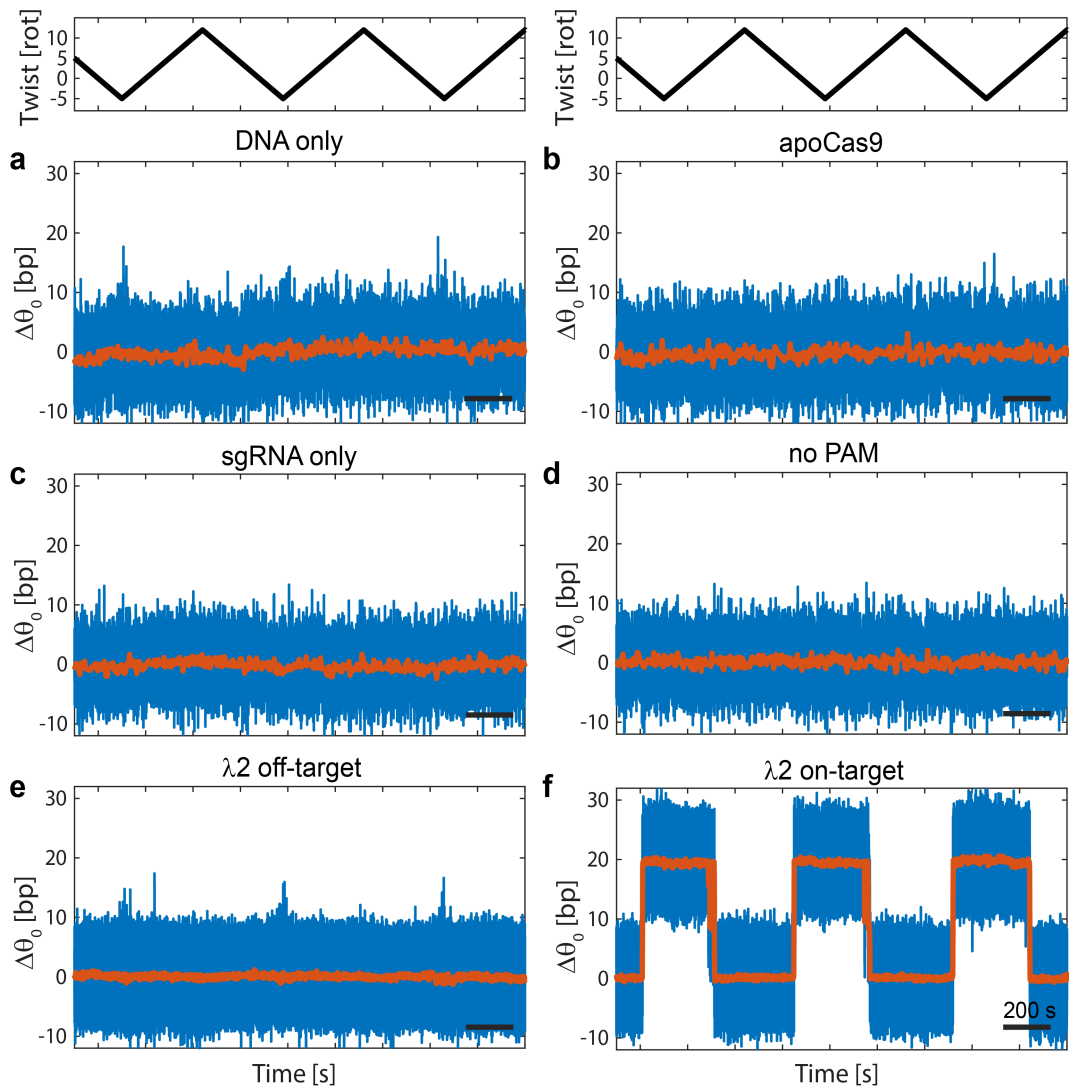 Twist [rot]
10
5
0
-5
Twist [rot]
10
5
0
-5
a
DNA only
Δθ0 [bp]
30
20
10
0
-10
b
apoCas9
Δθ0 [bp]
30
20
10
0
-10
c
sgRNA only
Δθ0 [bp]
30
20
10
0
-10
d
no PAM
Δθ0 [bp]
30
20
10
0
-10
e
λ2 off-target
Δθ0 [bp]
30
20
10
0
-10
Time [s]
f
λ2 on-target
Δθ0 [bp]
30
20
10
0
-10
200 s
Time [s]